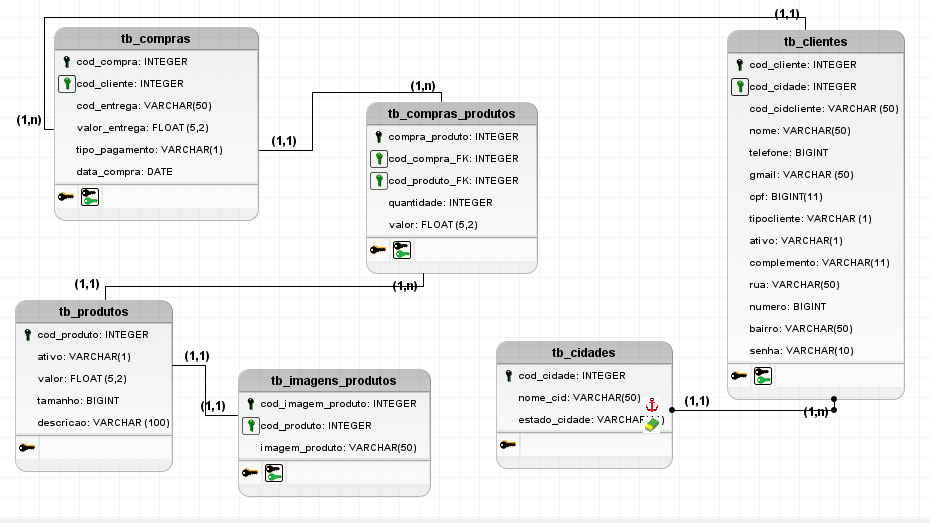 (1,1)
tb_compras
cod_compra: INTEGER
cod_cliente: INTEGER
cod_entrega: VARCHAR(50)
valor_entrega: FLOAT(5,2)
tipo_pagamento: VARCHAR(1)
data_compra: DATE
(1,n)
(1,1)
(1,n)
tb_compras_produtos
compra_produto: INTEGER
cod_compra_FK: INTEGER
cod_produto_FK: INTEGER
quantidade: INTEGER
valor: FLOAT(5,2)
tb_clientes
cod_cliente: INTEGER
cod_cidade: INTEGER
cod_cidcliente: VARCHAR (50)
nome: VARCHAR(50)
telefone: BIGINT
gmail: VARCHAR (50)
cpf: BIGINT(11)
tipocliente: VARCHAR (1)
ativo: VARCHAR(1)
complemento: VARCHAR(11)
rua: VARCHAR(50)
numero: BIGINT
bairro: VARCHAR(50)
senha: VARCHAR(10)
(1,1)
(1,n)
tb_produtos
cod_produto: INTEGER
ativo: VARCHAR(1)
valor: FLOAT(5,2)
tamanho: BIGINT
descricao: VARCHAR (100)
(1,1)
(1,1)
tb_imagens_produtos
cod_imagem_produto: INTEGER
cod_produto: INTEGER
imagem_produto: VARCHAR(50)
tb_cidades
cod_cidade: INTEGER
nome_cid: VARCHAR(50)
estado_cidade:
(1,1)
(1,n)